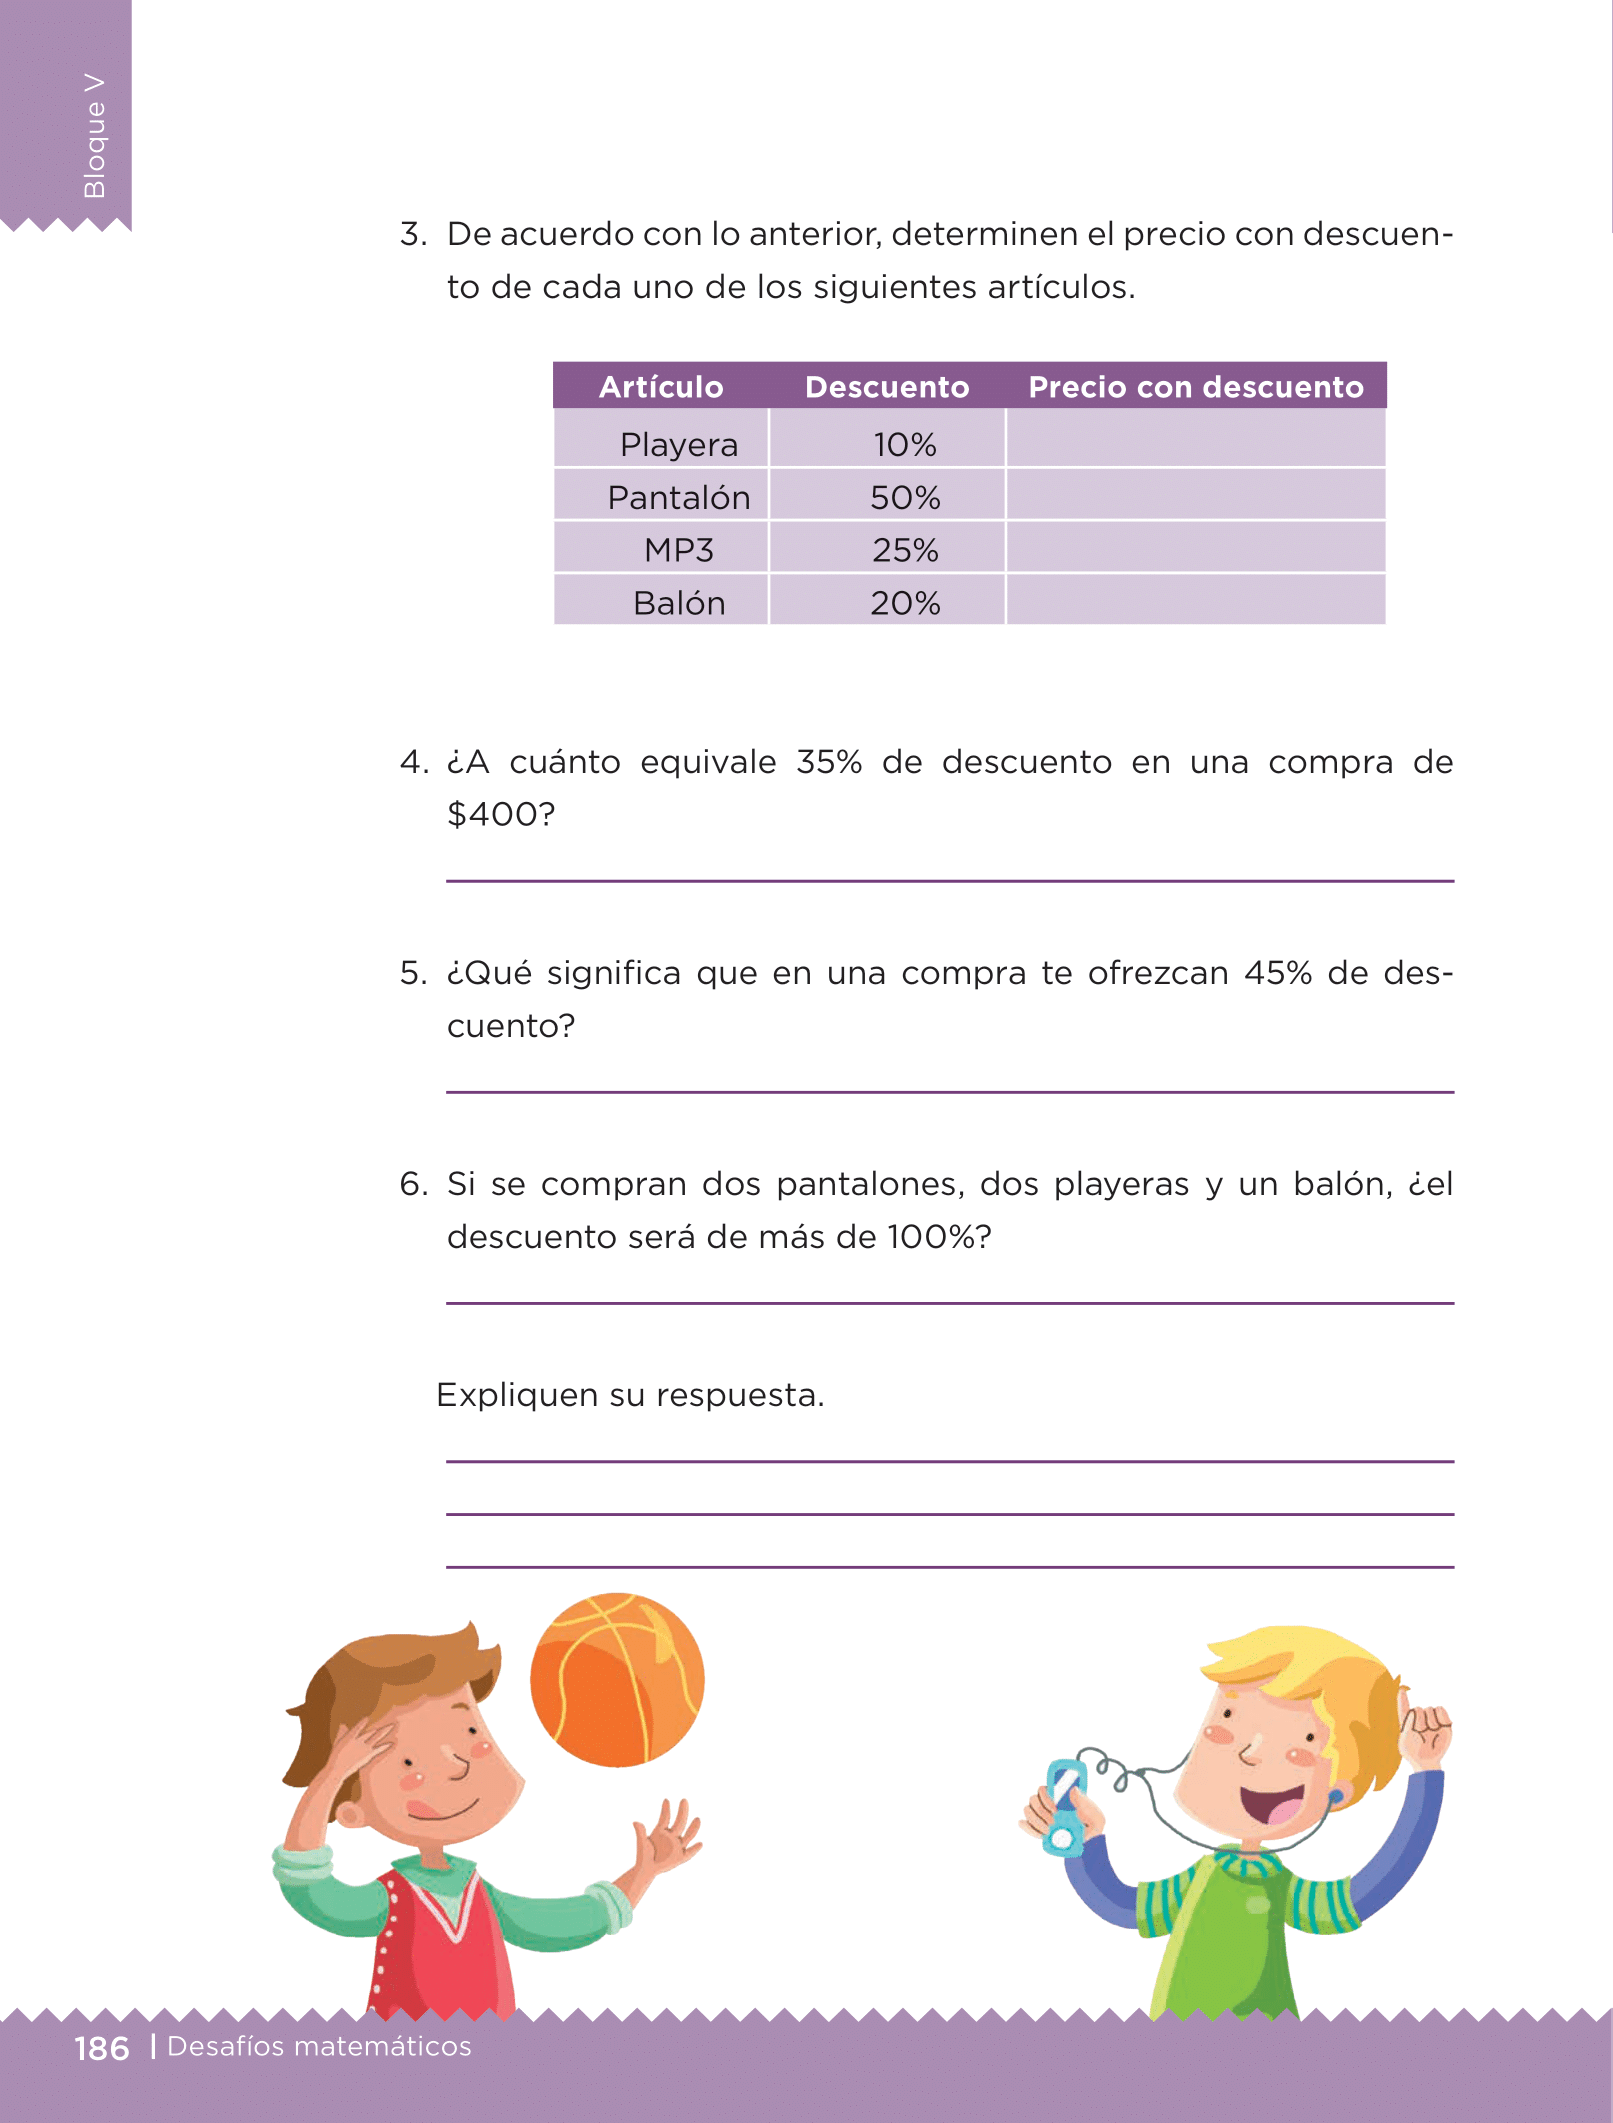 Bloque V
3. De acuerdo con lo anterior, determinen el precio con descuen-
to de cada uno de los siguientes artículos.
Artículo Descuento Precio con descuento
Playera 10%
Pantalón 50%
MP3 25%
Balón 20%
4. ¿A cuánto equivale 35% de descuento en una compra de
$400?
5. ¿Qué significa que en una compra te ofrezcan 45% de des-
cuento?
6. Si se compran dos pantalones, dos playeras y un balón, ¿el
descuento será de más de 100%?
Expliquen su respuesta.
186 | Desafíos matemáticos